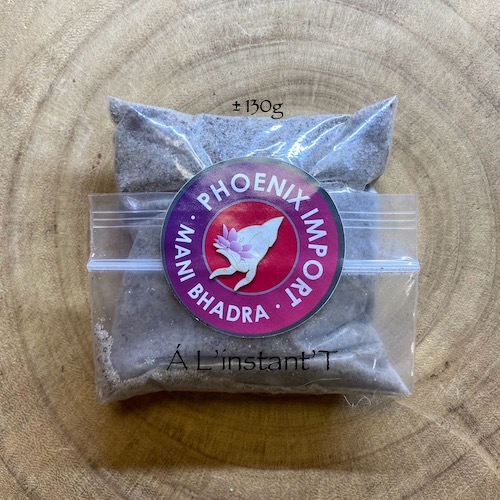 ± 130g
PHOENIX IMPORT ·
MANI BHADRA ·
Á L'instant'T